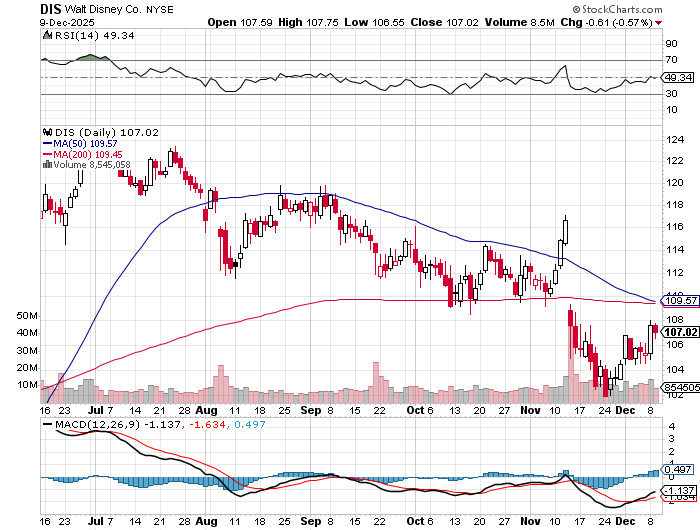 DIS Walt Disney Co. NYSE © StockCharts.com
9-Dec-2025 Open 107.59 High 107.75 Low 106.55 Close 107.02 Volume 8.5M Chg -0.61 (-0.57%)
RSI(14) 49.34
90
70
49.34
30
10
DIS (Daily) 107.02
MA(50) 109.57
MA(200) 109.45
Volume 8,545,058
124
122
120
118
116
114
112
110
109.57
108
107.02
106
104
102
8545058
50M
40M
30M
20M
10M
16 23 Jul 7 14 21 28 Aug 11 18 25 Sep 8 15 22 Oct 6 13 20 27 Nov 10 17 24 Dec 8
MACD(12,26,9) -1.137, -1.634, 0.497
4
3
2
1
0.497
0
-1.137
-1.634
-2
16 23 Jul 7 14 21 28 Aug 11 18 25 Sep 8 15 22 Oct 6 13 20 27 Nov 10 17 24 Dec 8